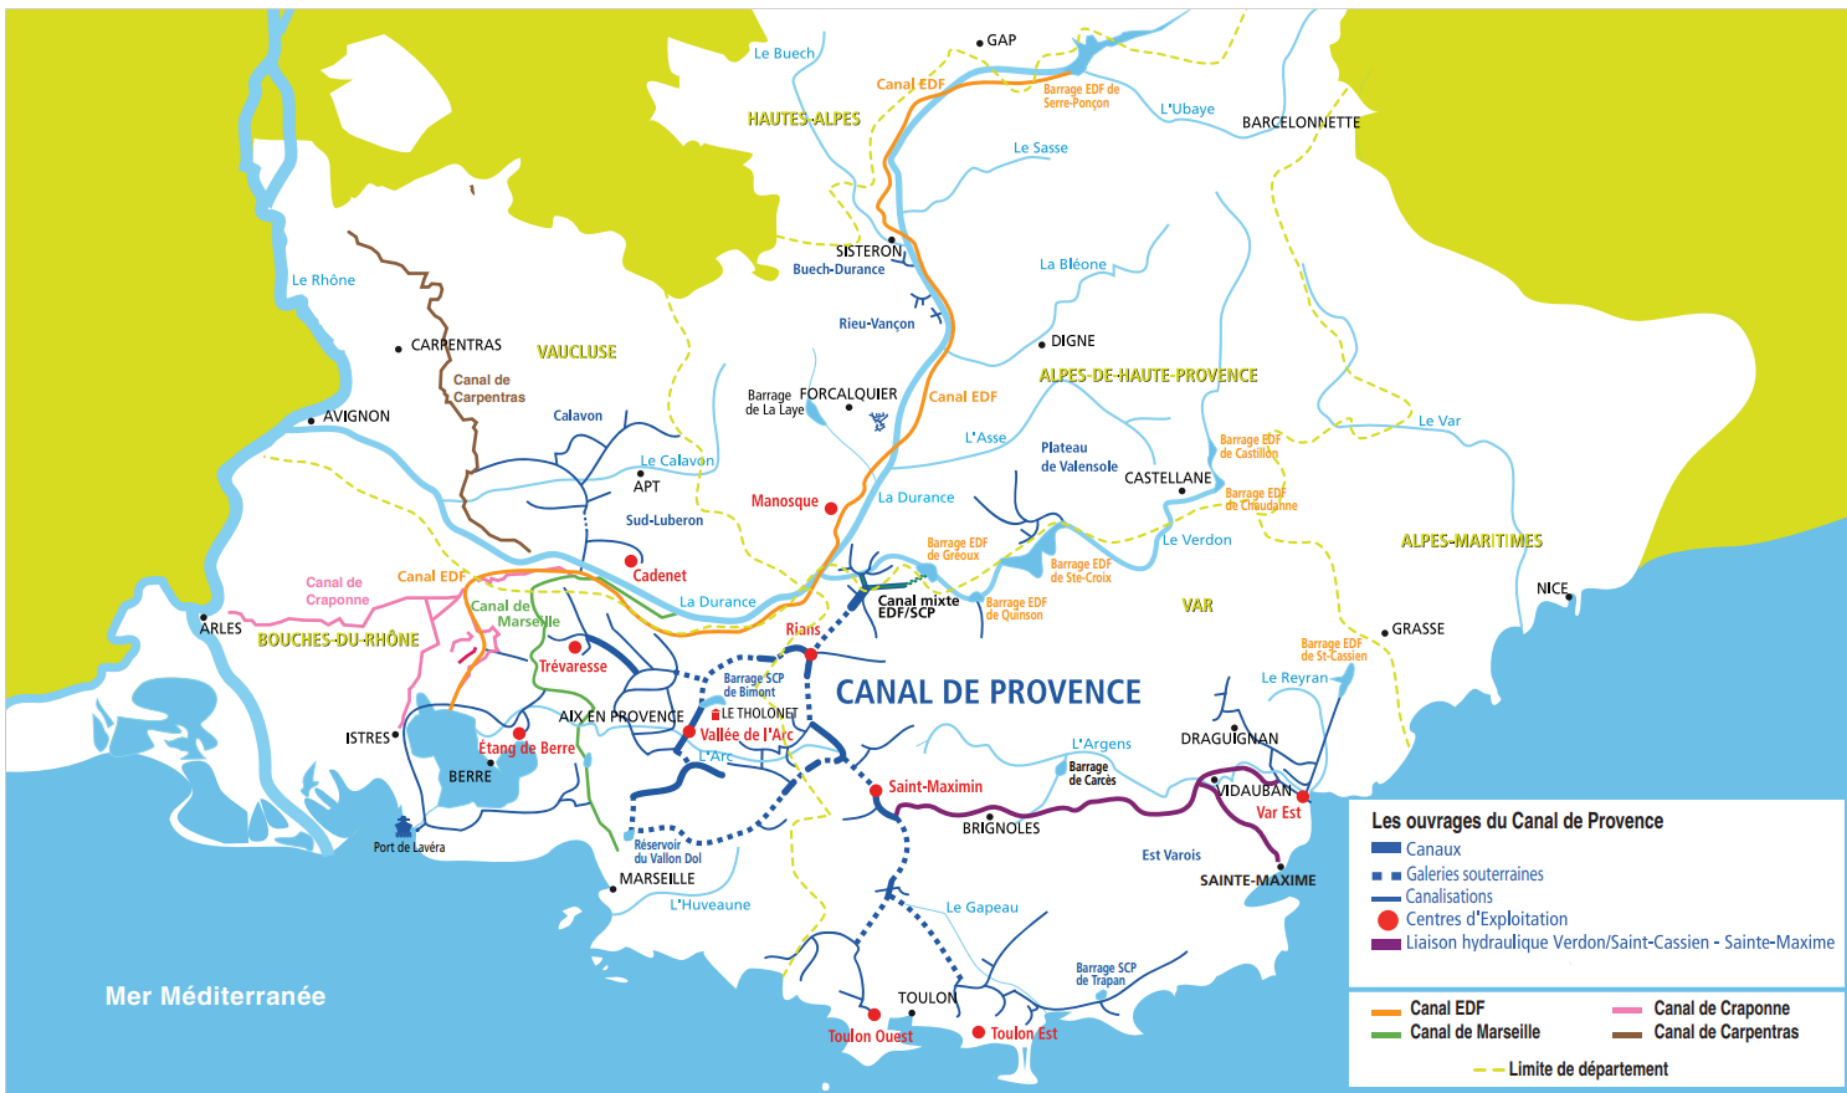 GAP
Le Buech
Canal EDF
Barrage EDF de
Serre-Ponçon
HAUTES-ALPES
L'Ubaye
BARCELONNETTE
Le Sasse
SISTERON
Buech-Durance
La Bléone
Le Rhône
Rieu-Vançon
CARPENTRAS
VAUCLUSE
DIGNE
Canal de
Carpentras
ALPES-DE-HAUTE-PROVENCE
Barrage
de La Laye
FORCALQUIER
Canal EDF
AVIGNON
Calavon
Le Var
L'Asse
Plateau
de Valensole
Barrage EDF
de Castillon
Le Calavon
APT
CASTELLANE
Manosque
La Durance
Barrage EDF
de Chaudanne
Sud-Luberon
Le Verdon
ALPES-MARITIMES
Barrage EDF
de Gréoux
Cadenet
Barrage EDF
de Ste-Croix
Canal de
Craponne
Canal EDF
Canal de
Marseille
La Durance
Canal mixte
EDF/SCP
Barrage EDF
de Quinson
VAR
NICE
ARLES
BOUCHES-DU-RHÔNE
Rians
GRASSE
Trévaresse
Barrage EDF
de St-Cassien
Barrage SCP
de Bimont
CANAL DE PROVENCE
Le Reyran
AIX EN PROVENCE
LE THOLONET
ISTRES
Étang de Berre
Vallée de l'Arc
L'Arc
L'Argens
DRAGUIGNAN
BERRE
Barrage
de Carcès
Saint-Maximin
VIDAUBAN
Var Est
BRIGNOLES
Port de Lavéra
Réservoir
du Vallon Dol
Est Varois
MARSEILLE
SAINTE-MAXIME
L'Huveaune
Le Gapeau
Barrage SCP
de Trapan
Mer Méditerranée
TOULON
Toulon Ouest
Toulon Est
Les ouvrages du Canal de Provence
Canaux
Galeries souterraines
Canalisations
Centres d'Exploitation
Liaison hydraulique Verdon/Saint-Cassien - Sainte-Maxime
Canal EDF
Canal de Craponne
Canal de Marseille
Canal de Carpentras
Limite de département